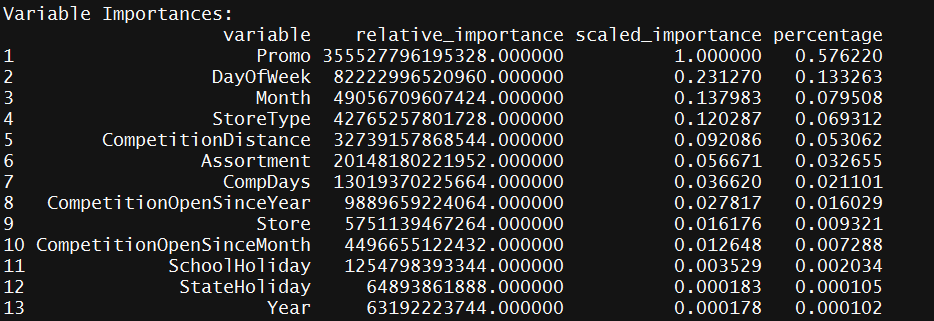 Variable Importances:
variable relative_importance scaled_importance percentage
1 Promo 355527796195328.000000 1.000000 0.576220
2 DayOfWeek 82222996520960.000000 0.231270 0.133263
3 Month 49056709607424.000000 0.137983 0.079508
4 StoreType 42765257801728.000000 0.120287 0.069312
5 CompetitionDistance 32739157868544.000000 0.092086 0.053062
6 Assortment 20148180221952.000000 0.056671 0.032655
7 CompDays 13019370225664.000000 0.036620 0.021101
8 CompetitionOpenSinceYear 9889659224064.000000 0.027817 0.016029
9 Store 5751139467264.000000 0.016176 0.009321
10 CompetitionOpenSinceMonth 4496655122432.000000 0.012648 0.007288
11 SchoolHoliday 1254798393344.000000 0.003529 0.002034
12 StateHoliday 64893861888.000000 0.000183 0.000105
13 Year 63192223744.000000 0.000178 0.000102